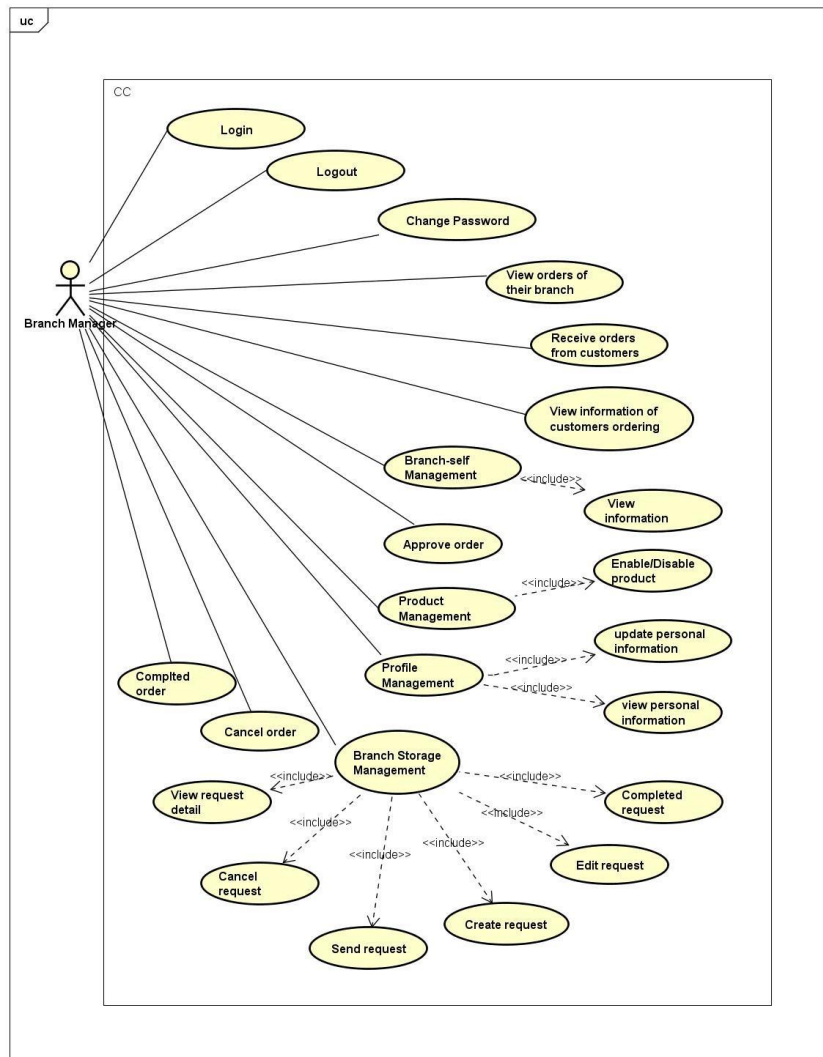 uc
CC
Login
Logout
Change Password
View orders of
their branch
Branch Manager
Receive orders
from customers
View information of
customers ordering
Branch-self
Management
<<include>>
View
information
Approve order
Enable/Disable
product
<<include>>
Product
Management
update personal
information
<<include>>
Profile
Management
<<include>>
view personal
information
Complted
order
Cancel order
Branch Storage
Management
<<include>>
View request
detail
<<include>>
Completed
request
<<include>>
<<include>>
<<include>>
<<include>>
Edit request
Cancel
request
Create request
Send request